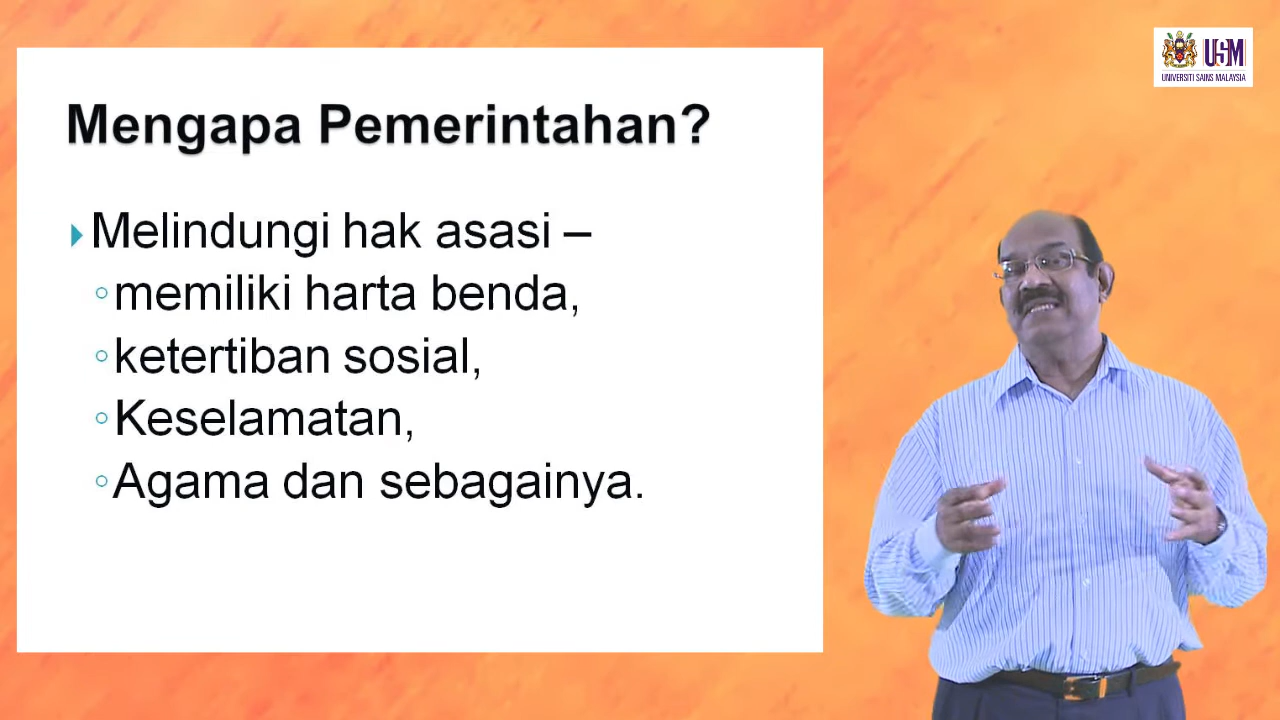 Mengapa Pemerintahan?
Melindungi hak asasi –
memiliki harta benda,
ketertiban sosial,
Keselamatan,
Agama dan sebagainya.
USM
UNIVERSITI SAINS MALAYSIA